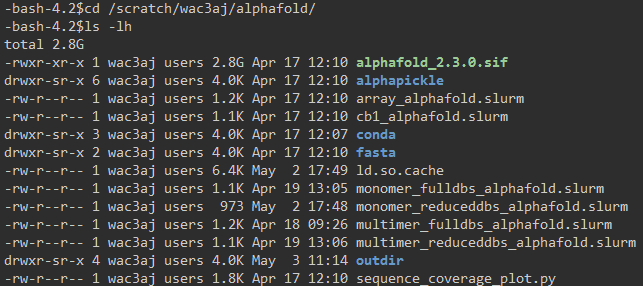 -bash-4.2$cd /scratch/wac3aj/alphafold/
-bash-4.2$ls -lh
total 2.8G
-rwxr-xr-x 1 wac3aj users 2.8G Apr 17 12:10 alphafold_2.3.0.sif
drwxr-sr-x 6 wac3aj users 4.0K Apr 17 12:10 alphapickle
-rw-r--r-- 1 wac3aj users 1.2K Apr 17 12:10 array_alphafold.slurm
-rw-r--r-- 1 wac3aj users 1.1K Apr 17 12:10 cb1_alphafold.slurm
drwxr-sr-x 3 wac3aj users 4.0K Apr 17 12:07 conda
drwxr-sr-x 2 wac3aj users 4.0K Apr 17 12:10 fasta
-rw-r--r-- 1 wac3aj users 6.4K May  2 17:49 ld.so.cache
-rw-r--r-- 1 wac3aj users 1.1K Apr 19 13:05 monomer_fulldbs_alphafold.slurm
-rw-r--r-- 1 wac3aj users  973 May  2 17:48 monomer_reduceddbs_alphafold.slurm
-rw-r--r-- 1 wac3aj users 1.2K Apr 18 09:26 multimer_fulldbs_alphafold.slurm
-rw-r--r-- 1 wac3aj users 1.1K Apr 19 13:06 multimer_reduceddbs_alphafold.slurm
drwxr-sr-x 4 wac3aj users 4.0K May  3 11:14 outdir
-rw-r--r-- 1 wac3aj users 1.8K Apr 17 12:10 sequence_coverage_plot.py